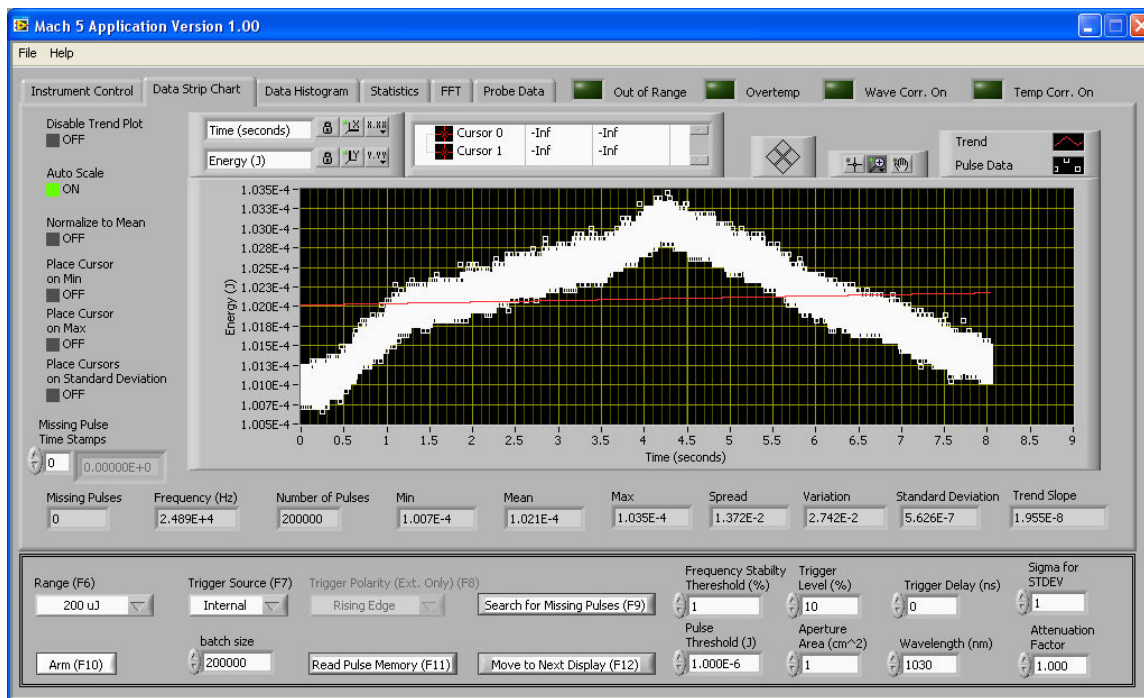 Mach 5 Application Version 1.00
File Help
Instrument Control Data Strip Chart Data Histogram Statistics FFT Probe Data Out of Range Overtemp Wave Corr. On Temp Corr. On
Disable Trend Plot
OFF
Auto Scale
ON
Normalize to Mean
OFF
Place Cursor
on Min
OFF
Place Cursor
on Max
OFF
Place Cursors
on Standard Deviation
OFF
Missing Pulse
Time Stamps
0 0.00000E+0
Time (seconds) X.XX
Energy (J) Y.YY
Cursor 0 -Inf -Inf
Cursor 1 -Inf -Inf
Trend
Pulse Data
1.035E-4
1.033E-4
1.030E-4
1.028E-4
1.025E-4
1.023E-4
1.020E-4
1.018E-4
1.015E-4
1.013E-4
1.010E-4
1.007E-4
1.005E-4
Energy (J)
0 0.5 1 1.5 2 2.5 3 3.5 4 4.5 5 5.5 6 6.5 7 7.5 8 8.5 9
Time (seconds)
Missing Pulses Frequency (Hz) Number of Pulses Min Mean Max Spread Variation Standard Deviation Trend Slope
0 2.489E+4 200000 1.007E-4 1.021E-4 1.035E-4 1.372E-2 2.742E-2 5.626E-7 1.955E-8
Range (F6)
200 uJ
Trigger Source (F7)
Internal
Trigger Polarity (Ext. Only) (F8)
Rising Edge
Search for Missing Pulses (F9)
Frequency Stabilty
Thereshold (%)
1
Trigger
Level (%)
10
Trigger Delay (ns)
0
Sigma for
STDEV
1
Arm (F10)
batch size
200000
Read Pulse Memory (F11)
Move to Next Display (F12)
Pulse
Threshold (J)
1.000E-6
Aperture
Area (cm^2)
1
Wavelength (nm)
1030
Attenuation
Factor
1.000